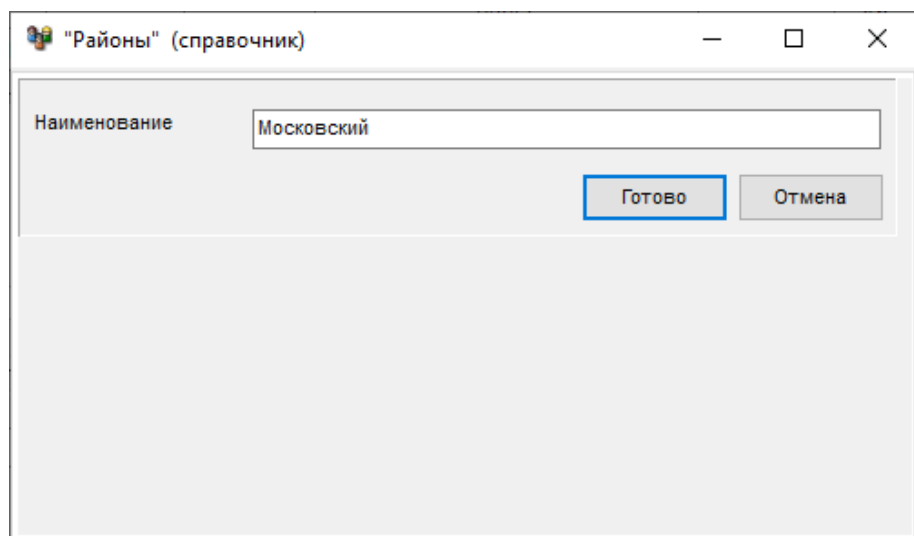 "Районы" (справочник)
Наименование
Московский
Готово
Отмена